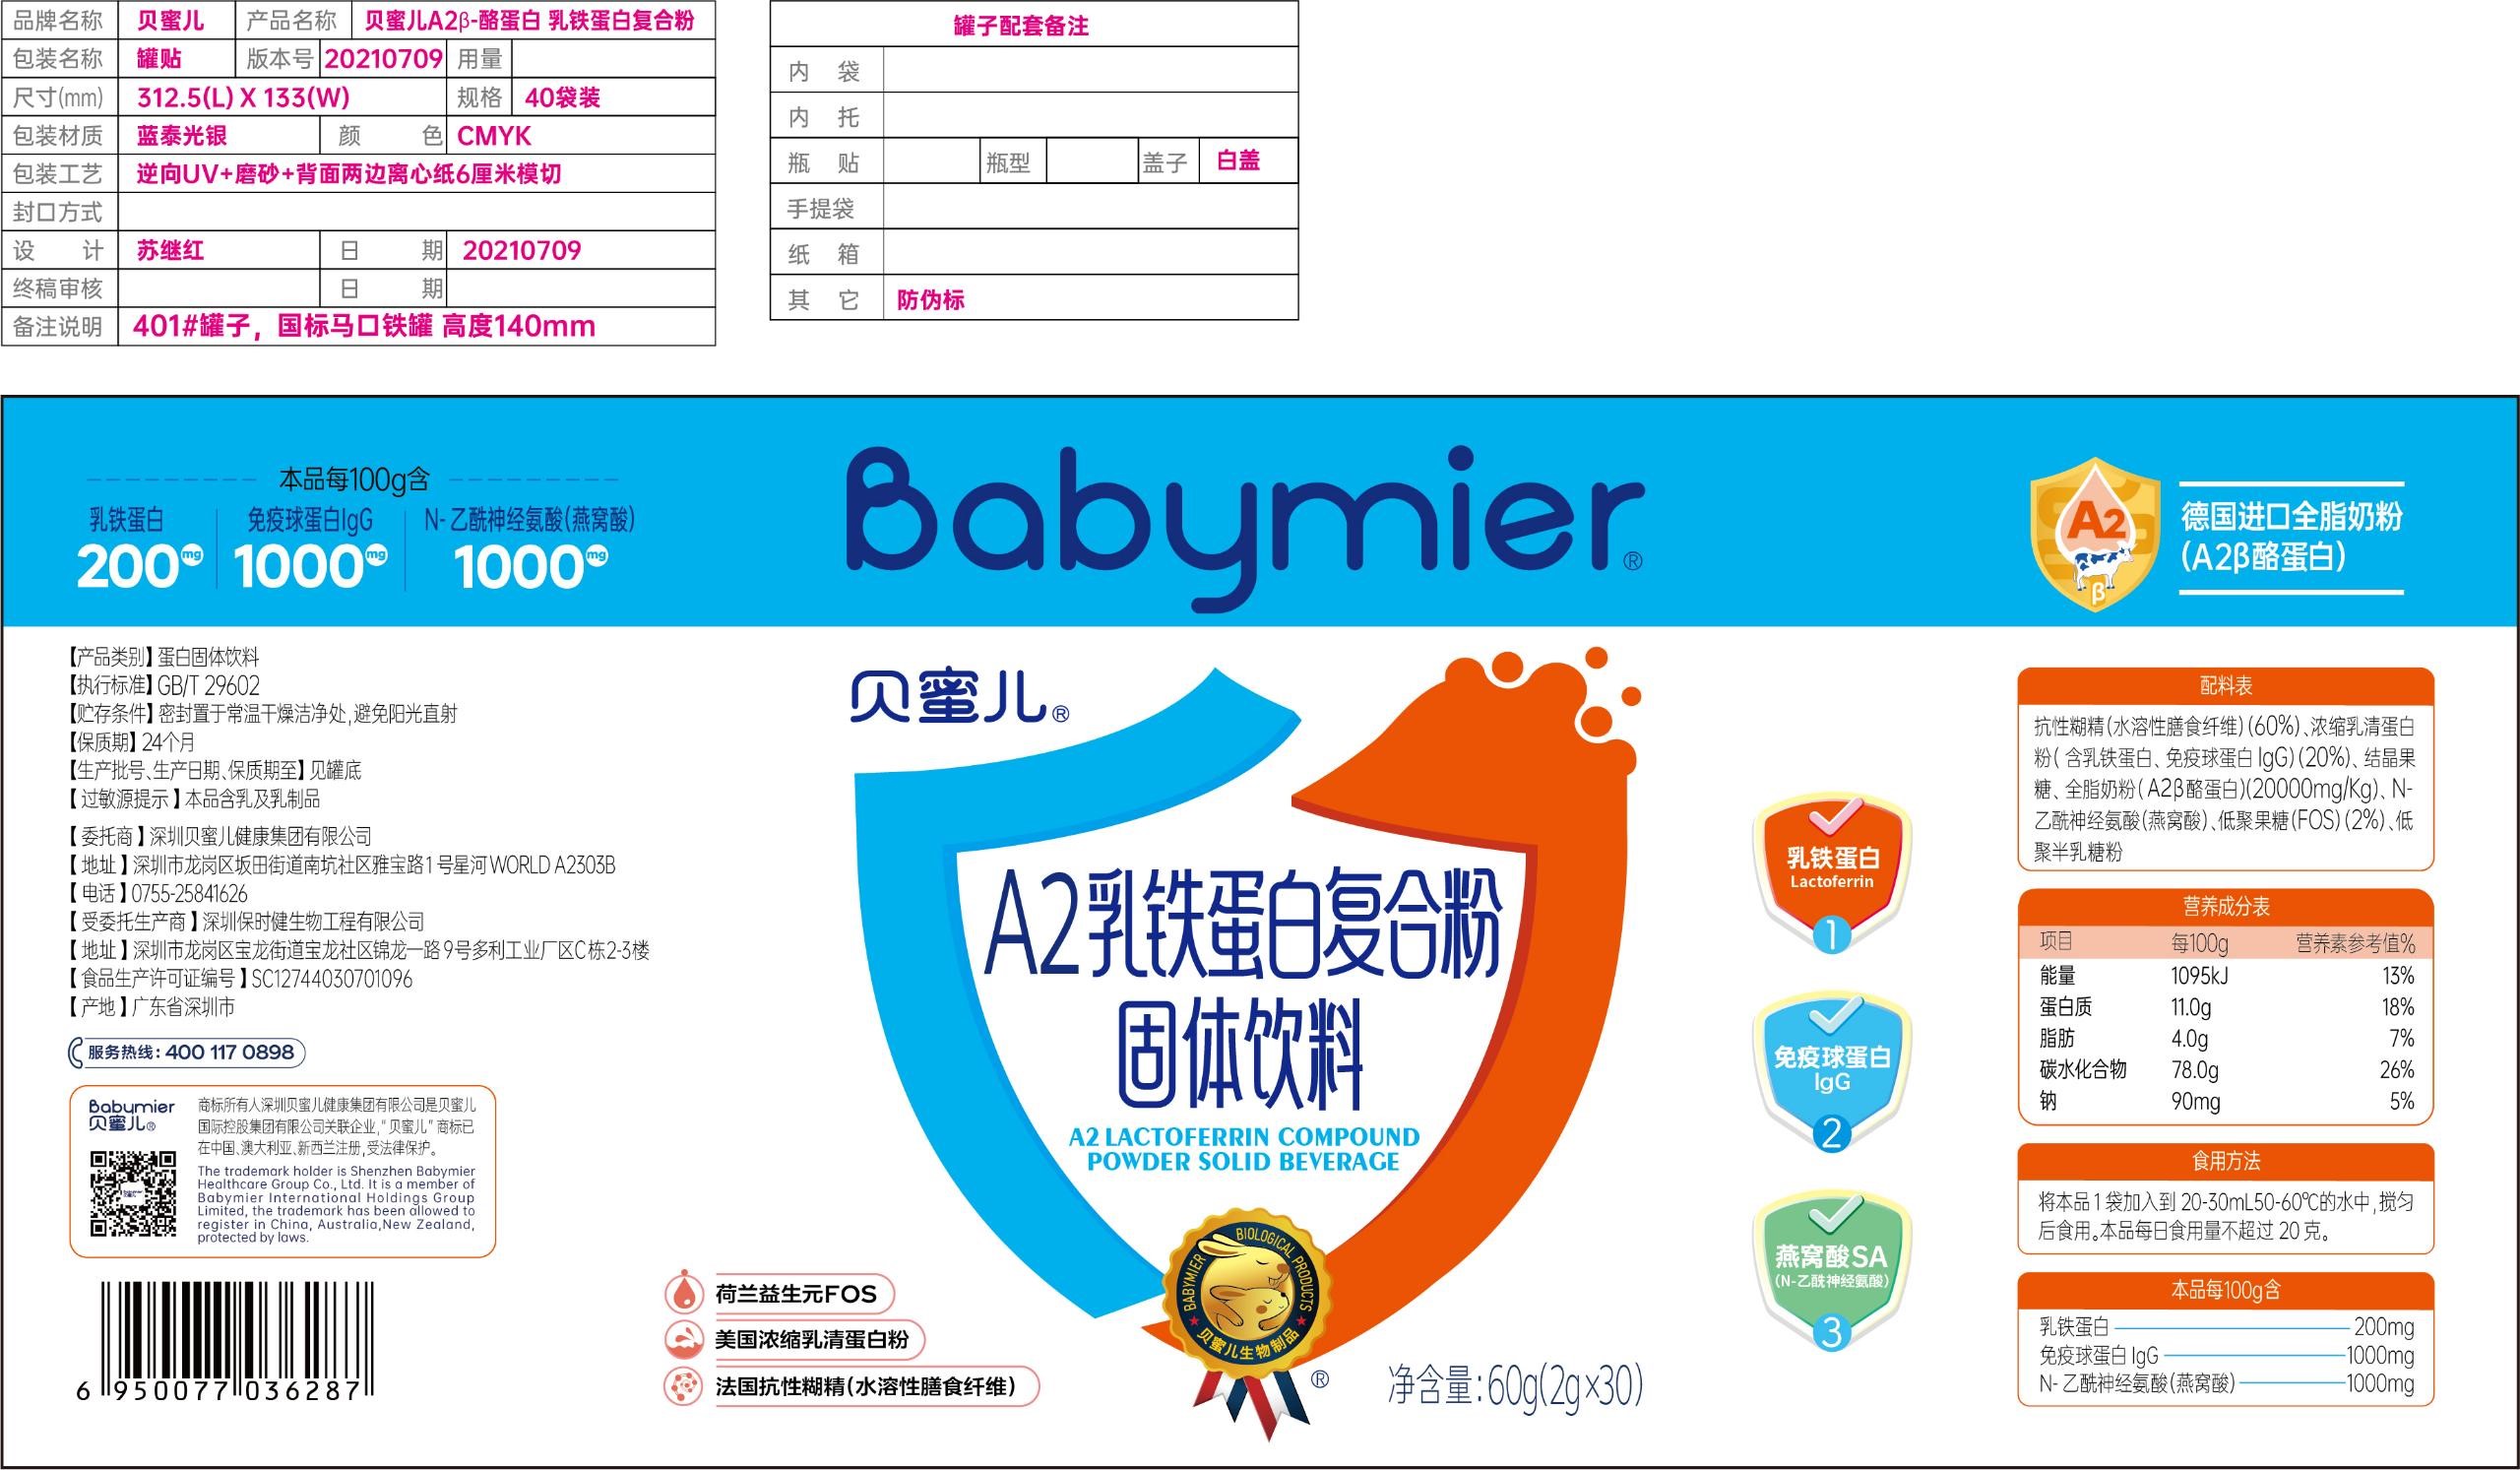 品牌名称 贝蜜儿 产品名称 贝蜜儿A2β-酪蛋白 乳铁蛋白复合粉
包装名称 罐贴 版本号 20210709 用量
尺寸(mm) 312.5(L) X 133(W) 规格 40袋装
包装材质 蓝泰光银 颜 色 CMYK
包装工艺 逆向UV+磨砂+背面两边离心纸6厘米模切
封口方式
设 计 苏继红 日 期 20210709
终稿审核 日 期
备注说明 401#罐子，国标马口铁罐 高度140mm
罐子配套备注
内 袋
内 托
瓶 贴 瓶型 盖子 白盖
手提袋
纸 箱
其 它 防伪标
本品每100g含
乳铁蛋白 免疫球蛋白IgG N-乙酰神经氨酸(燕窝酸)
200mg 1000mg 1000mg
【产品类别】蛋白固体饮料
【执行标准】GB/T 29602
【贮存条件】密封置于常温干燥洁净处,避免阳光直射
【保质期】24个月
【生产批号、生产日期、保质期至】见罐底
【过敏源提示】本品含乳及乳制品
【委托商】深圳贝蜜儿健康集团有限公司
【地址】深圳市龙岗区坂田街道南坑社区雅宝路1号星河WORLD A2303B
【电话】0755-25841626
【受委托生产商】深圳保时健生物工程有限公司
【地址】深圳市龙岗区宝龙街道宝龙社区锦龙一路9号多利工业厂区C栋2-3楼
【食品生产许可证编号】SC12744030701096
【产地】广东省深圳市
服务热线：400 117 0898
Babymier
贝蜜儿®
商标所有人深圳贝蜜儿健康集团有限公司是贝蜜儿
国际控股集团有限公司关联企业,"贝蜜儿"商标已
在中国、澳大利亚、新西兰注册,受法律保护。
The trademark holder is Shenzhen Babymier
Healthcare Group Co., Ltd. It is a member of
Babymier International Holdings Group
Limited, the trademark has been allowed to
register in China, Australia,New Zealand,
protected by laws.
6 950077 036287
Babymier®
贝蜜儿®
A2乳铁蛋白复合粉
固体饮料
A2 LACTOFERRIN COMPOUND
POWDER SOLID BEVERAGE
BABYMIER BIOLOGICAL PRODUCTS
贝蜜儿生物制品
®
荷兰益生元FOS
美国浓缩乳清蛋白粉
法国抗性糊精(水溶性膳食纤维)
净含量:60g(2g×30)
乳铁蛋白
Lactoferrin
1
免疫球蛋白
IgG
2
燕窝酸SA
(N-乙酰神经氨酸)
3
A2
β
德国进口全脂奶粉
(A2β酪蛋白)
配料表
抗性糊精(水溶性膳食纤维)(60%)、浓缩乳清蛋白
粉(含乳铁蛋白、免疫球蛋白IgG)(20%)、结晶果
糖、全脂奶粉(A2β酪蛋白)(20000mg/Kg)、N-
乙酰神经氨酸(燕窝酸)、低聚果糖(FOS)(2%)、低
聚半乳糖粉
营养成分表
项目 每100g 营养素参考值%
能量 1095kJ 13%
蛋白质 11.0g 18%
脂肪 4.0g 7%
碳水化合物 78.0g 26%
钠 90mg 5%
食用方法
将本品1袋加入到20-30mL50-60℃的水中,搅匀
后食用。本品每日食用量不超过20克。
本品每100g含
乳铁蛋白 200mg
免疫球蛋白IgG 1000mg
N-乙酰神经氨酸(燕窝酸) 1000mg